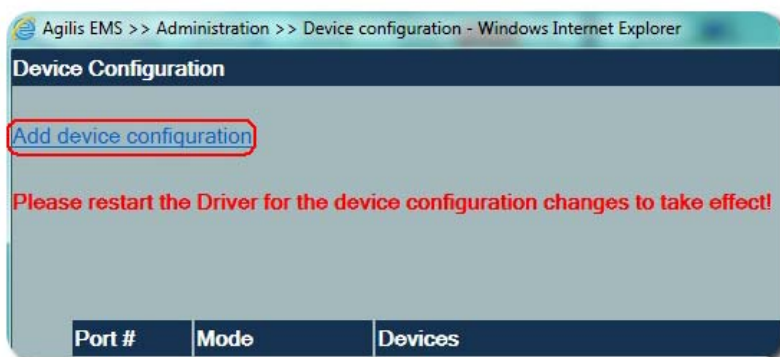 Agilis EMS >> Administration >> Device configuration - Windows Internet Explorer
Device Configuration
Add device configuration
Please restart the Driver for the device configuration changes to take effect!
Port # Mode Devices